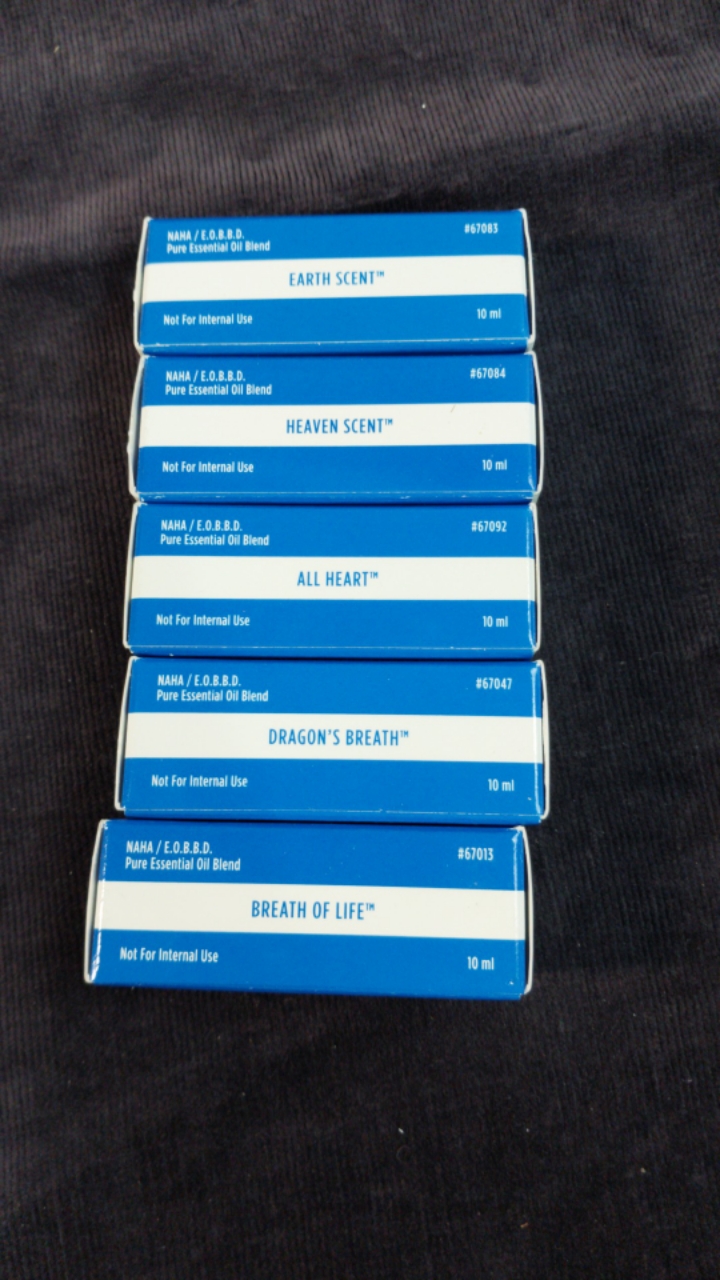 NAHA / E.O.B.B.D. #67083
Pure Essential Oil Blend
EARTH SCENT™
Not For Internal Use 10 ml
NAHA / E.O.B.B.D. #67084
Pure Essential Oil Blend
HEAVEN SCENT™
Not For Internal Use 10 ml
NAHA / E.O.B.B.D. #67092
Pure Essential Oil Blend
ALL HEART™
Not For Internal Use 10 ml
NAHA / E.O.B.B.D. #67047
Pure Essential Oil Blend
DRAGON'S BREATH™
Not For Internal Use 10 ml
NAHA / E.O.B.B.D. #67013
Pure Essential Oil Blend
BREATH OF LIFE™
Not For Internal Use 10 ml